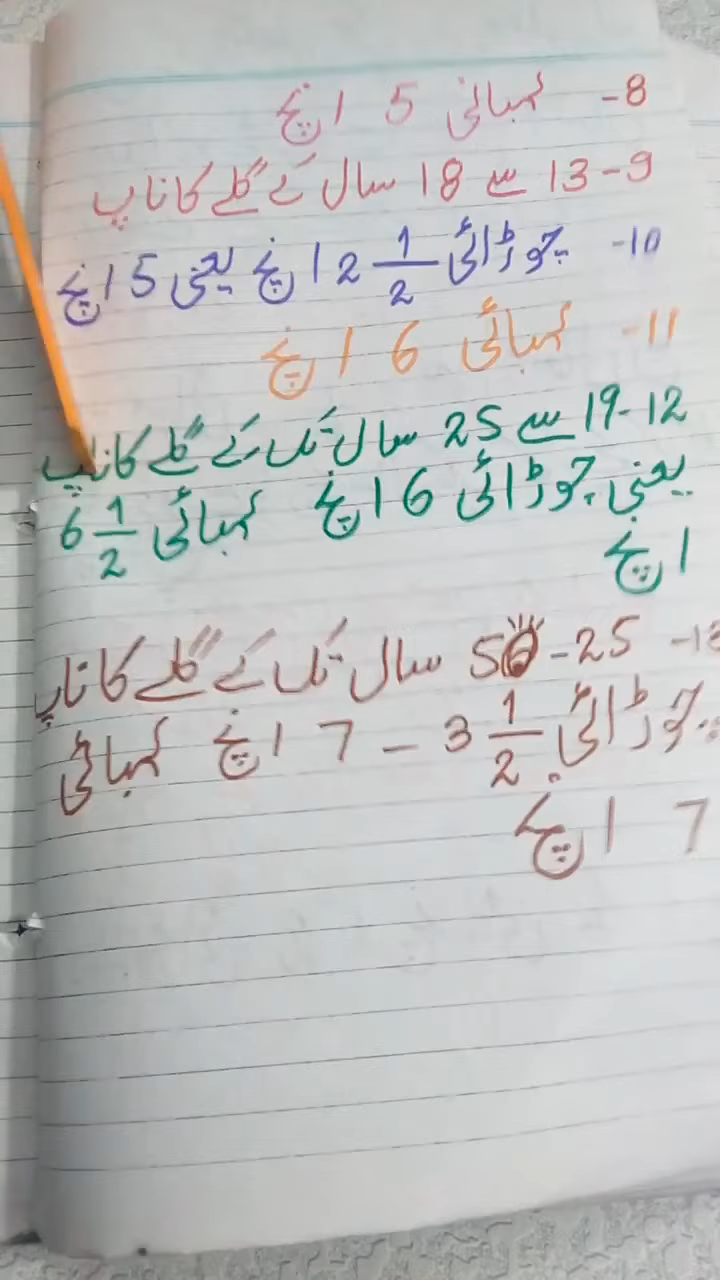 8- لمبائی 5 انچ
9- 13 سے 18 سال کے گلے کا ناپ
10- چوڑائی 2 1/2 انچ یعنی 5 انچ
11- لمبائی 6 انچ
12- 19 سے 25 سال تک کے گلے کا ناپ
یعنی چوڑائی 6 انچ لمبائی 6 1/2
انچ
13- 25-50 سال تک کے گلے کا ناپ
چوڑائی 3 1/2 - 7 انچ لمبائی
7 انچ